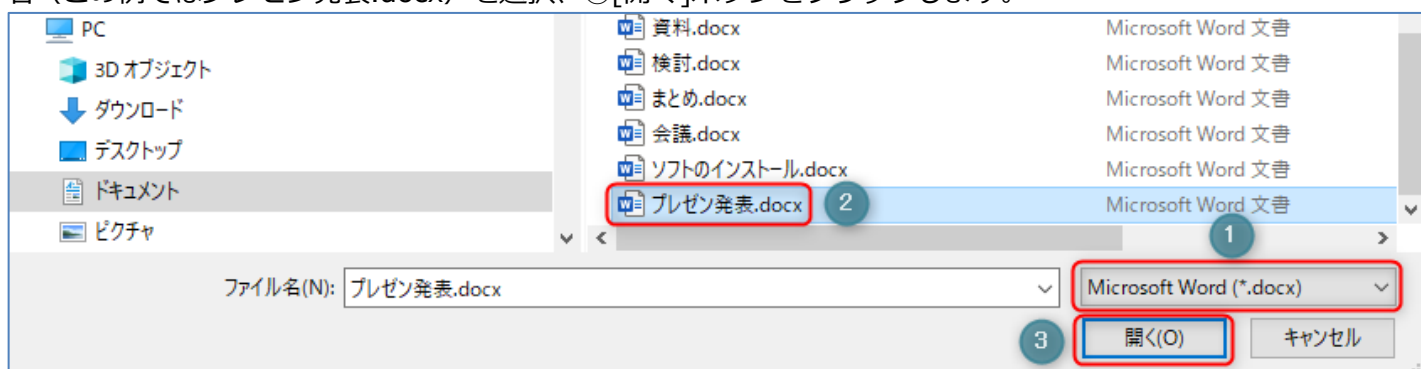 PC
3D オブジェクト
ダウンロード
デスクトップ
ドキュメント
ピクチャ
資料.docx Microsoft Word 文書
検討.docx Microsoft Word 文書
まとめ.docx Microsoft Word 文書
会議.docx Microsoft Word 文書
ソフトのインストール.docx Microsoft Word 文書
プレゼン発表.docx 2 Microsoft Word 文書
1
ファイル名(N): プレゼン発表.docx Microsoft Word (*.docx)
3 開く(O) キャンセル